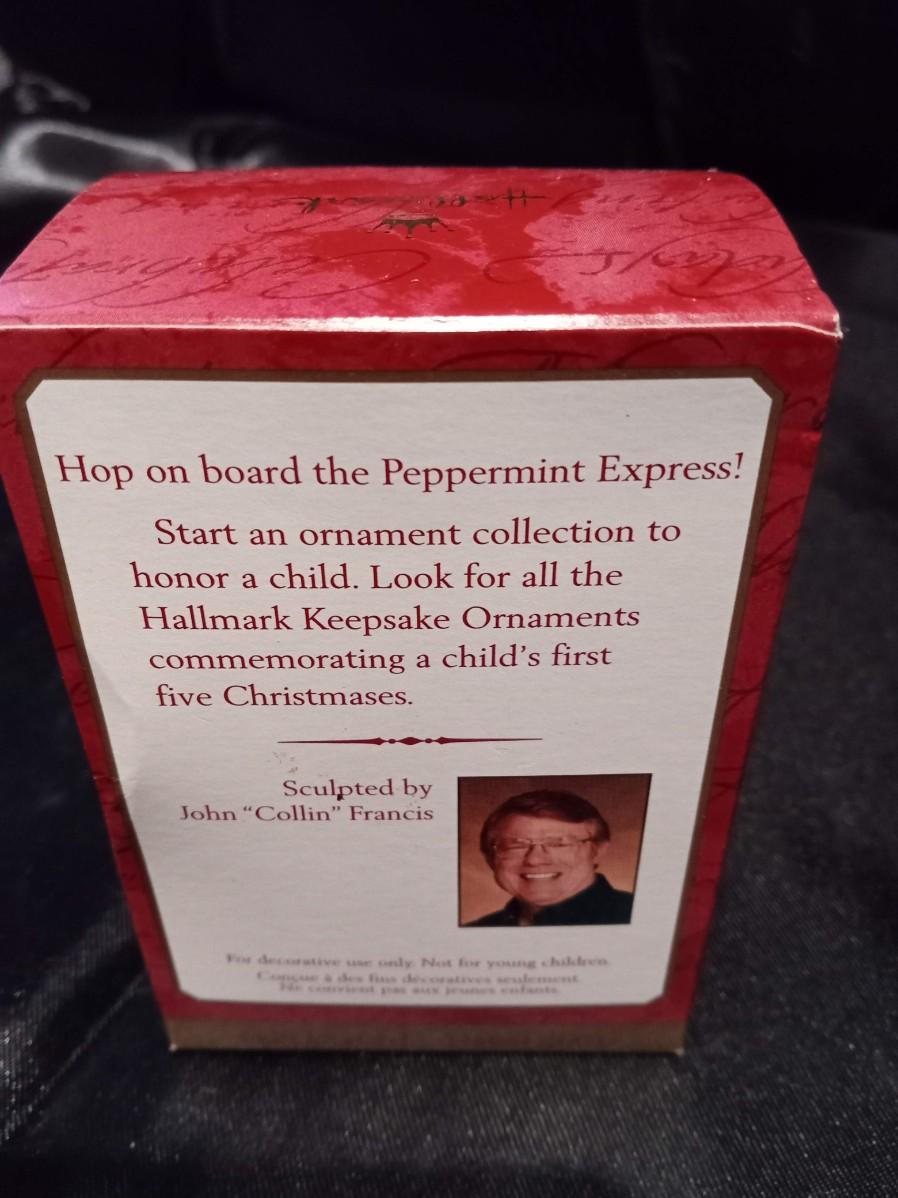 Hallmark
Hop on board the Peppermint Express!
Start an ornament collection to
honor a child. Look for all the
Hallmark Keepsake Ornaments
commemorating a child's first
five Christmases.
Sculpted by
John “Collin” Francis
For decorative use only. Not for young children.
Conçue à des fins décoratives seulement.
Ne convient pas aux jeunes enfants.